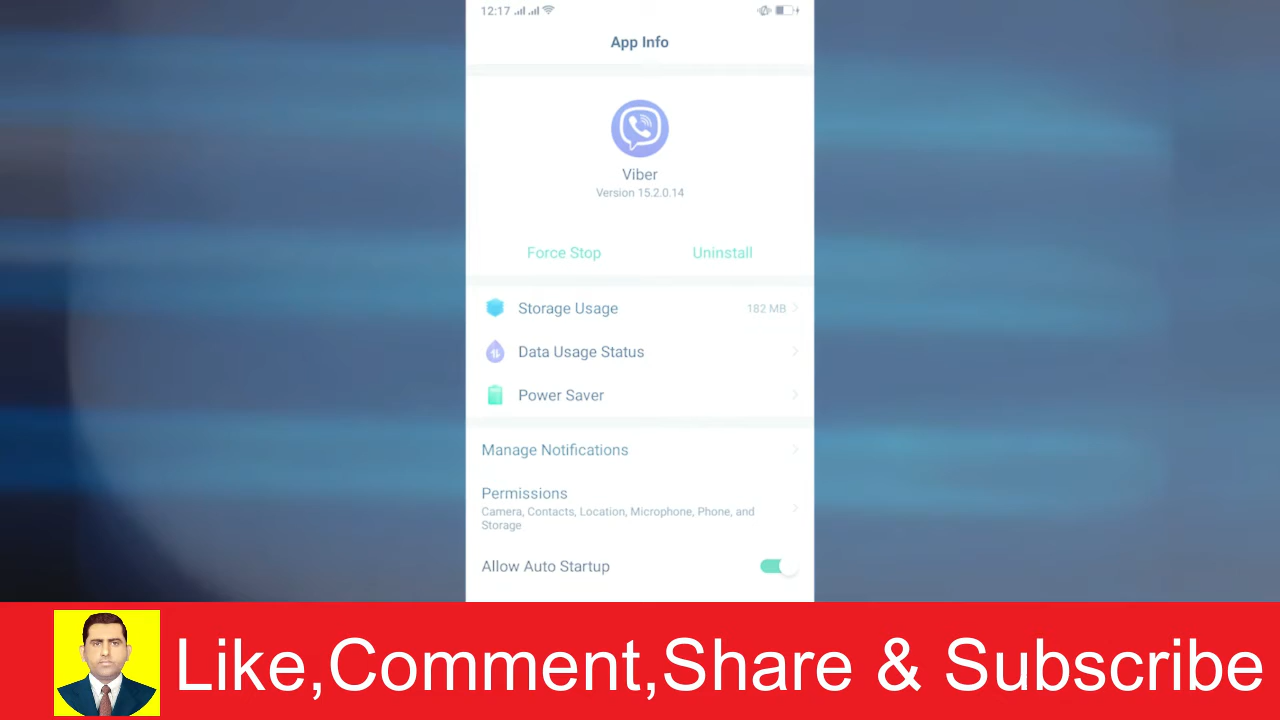 12:17
App Info
Viber
Version 15.2.0.14
Force Stop
Uninstall
Storage Usage
182 MB
Data Usage Status
Power Saver
Manage Notifications
Permissions
Camera, Contacts, Location, Microphone, Phone, and
Storage
Allow Auto Startup
Like,Comment,Share & Subscribe